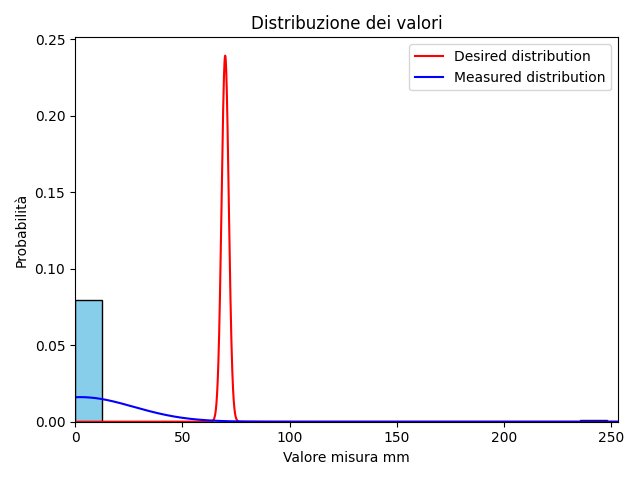 Distribuzione dei valori
Desired distribution
Measured distribution
Probabilità
0.25
0.20
0.15
0.10
0.05
0.00
0
50
100
150
200
250
Valore misura mm